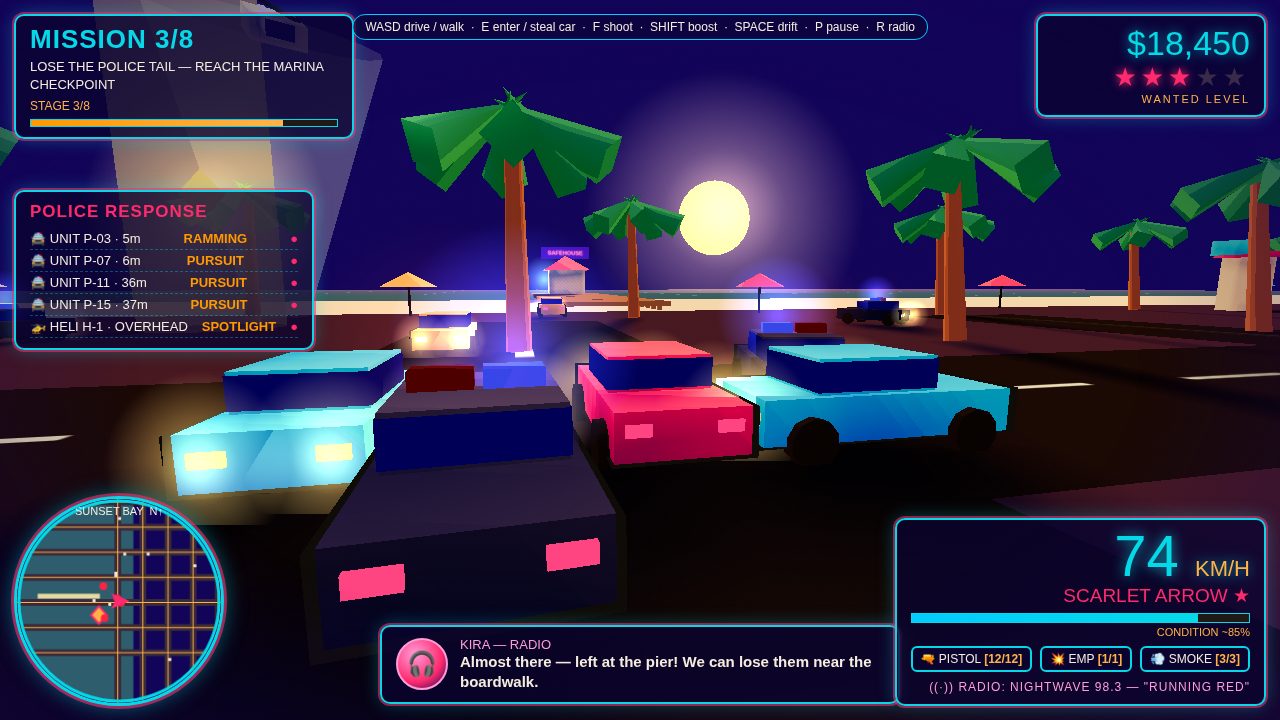 MISSION 3/8
LOSE THE POLICE TAIL — REACH THE MARINA
CHECKPOINT
STAGE 3/8
WASD drive / walk · E enter / steal car · F shoot · SHIFT boost · SPACE drift · P pause · R radio
$18,450
WANTED LEVEL
POLICE RESPONSE
UNIT P-03 · 5m RAMMING
UNIT P-07 · 6m PURSUIT
UNIT P-11 · 36m PURSUIT
UNIT P-15 · 37m PURSUIT
HELI H-1 · OVERHEAD SPOTLIGHT
SAFEHOUSE
SUNSET BAY N↑
KIRA — RADIO
Almost there — left at the pier! We can lose them near the
boardwalk.
74 KM/H
SCARLET ARROW ★
CONDITION ~85%
PISTOL [12/12] EMP [1/1] SMOKE [3/3]
((·)) RADIO: NIGHTWAVE 98.3 — "RUNNING RED"